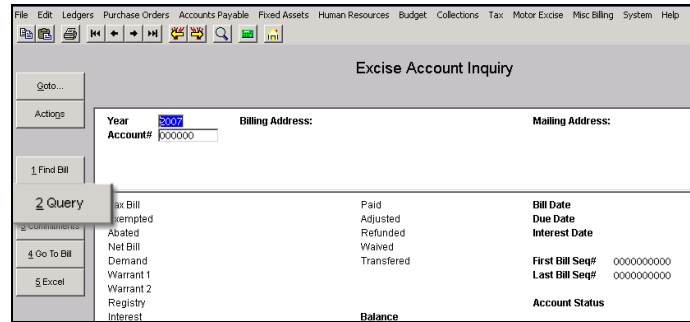 File Edit Ledgers Purchase Orders Accounts Payable Fixed Assets Human Resources Budget Collections Tax Motor Excise Misc Billing System Help
Excise Account Inquiry
Goto...
Actions
Year 2007 Billing Address: Mailing Address:
Account# 000000
1 Find Bill
2 Query
3 Commitments
4 Go To Bill
5 Excel
ax Bill Paid Bill Date
xempted Adjusted Due Date
Abated Refunded Interest Date
Net Bill Waived
Demand Transfered First Bill Seq# 0000000000
Warrant 1 Last Bill Seq# 0000000000
Warrant 2
Registry Account Status
Interest Balance